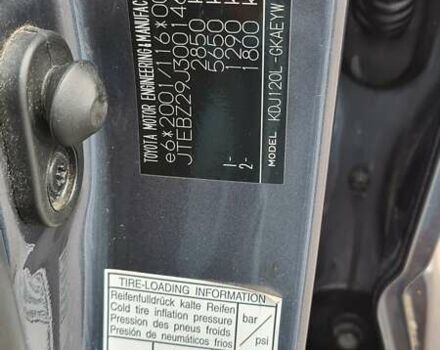 TOYOTA MOTOR ENGINEERING & MANUFAC
e6*2001/116*00
JTEBZ29J300146
2850 k
5650 k
1- 1290 k
2- 1800 k
MODEL KDJ120L-GKAEYW
TIRE-LOADING INFORMATION
Reifenfülldruck kalte Reifen
Cold tire inflation pressure
Pression des pneus froids
Presión de neumáticos fríos
bar
psi